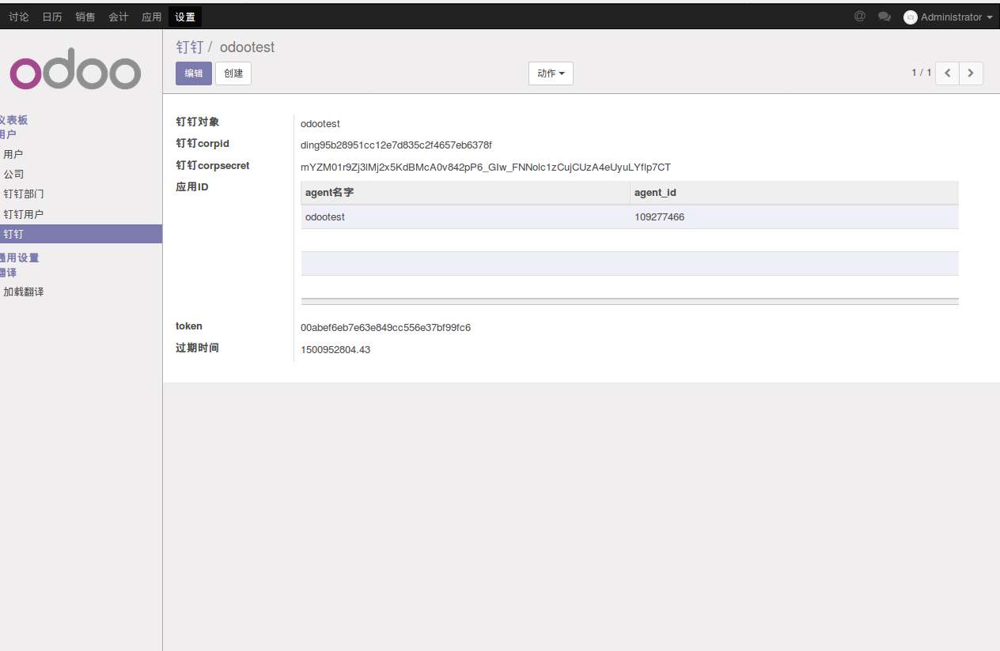 讨论 日历 销售 会计 应用 设置 @ Administrator
钉钉 / odootest
编辑 创建 动作 1 / 1
odoo
仪表板
用户
用户
公司
钉钉部门
钉钉用户
钉钉
通用设置
翻译
加载翻译
钉钉对象 odootest
钉钉corpid ding95b28951cc12e7d835c2f4657eb6378f
钉钉corpsecret mYZM01r9Zj3lMj2x5KdBMcA0v842pP6_GIw_FNNolc1zCujCUzA4eUyuLYflp7CT
应用ID
agent名字 agent_id
odootest 109277466
token 00abef6eb7e63e849cc556e37bf99fc6
过期时间 1500952804.43